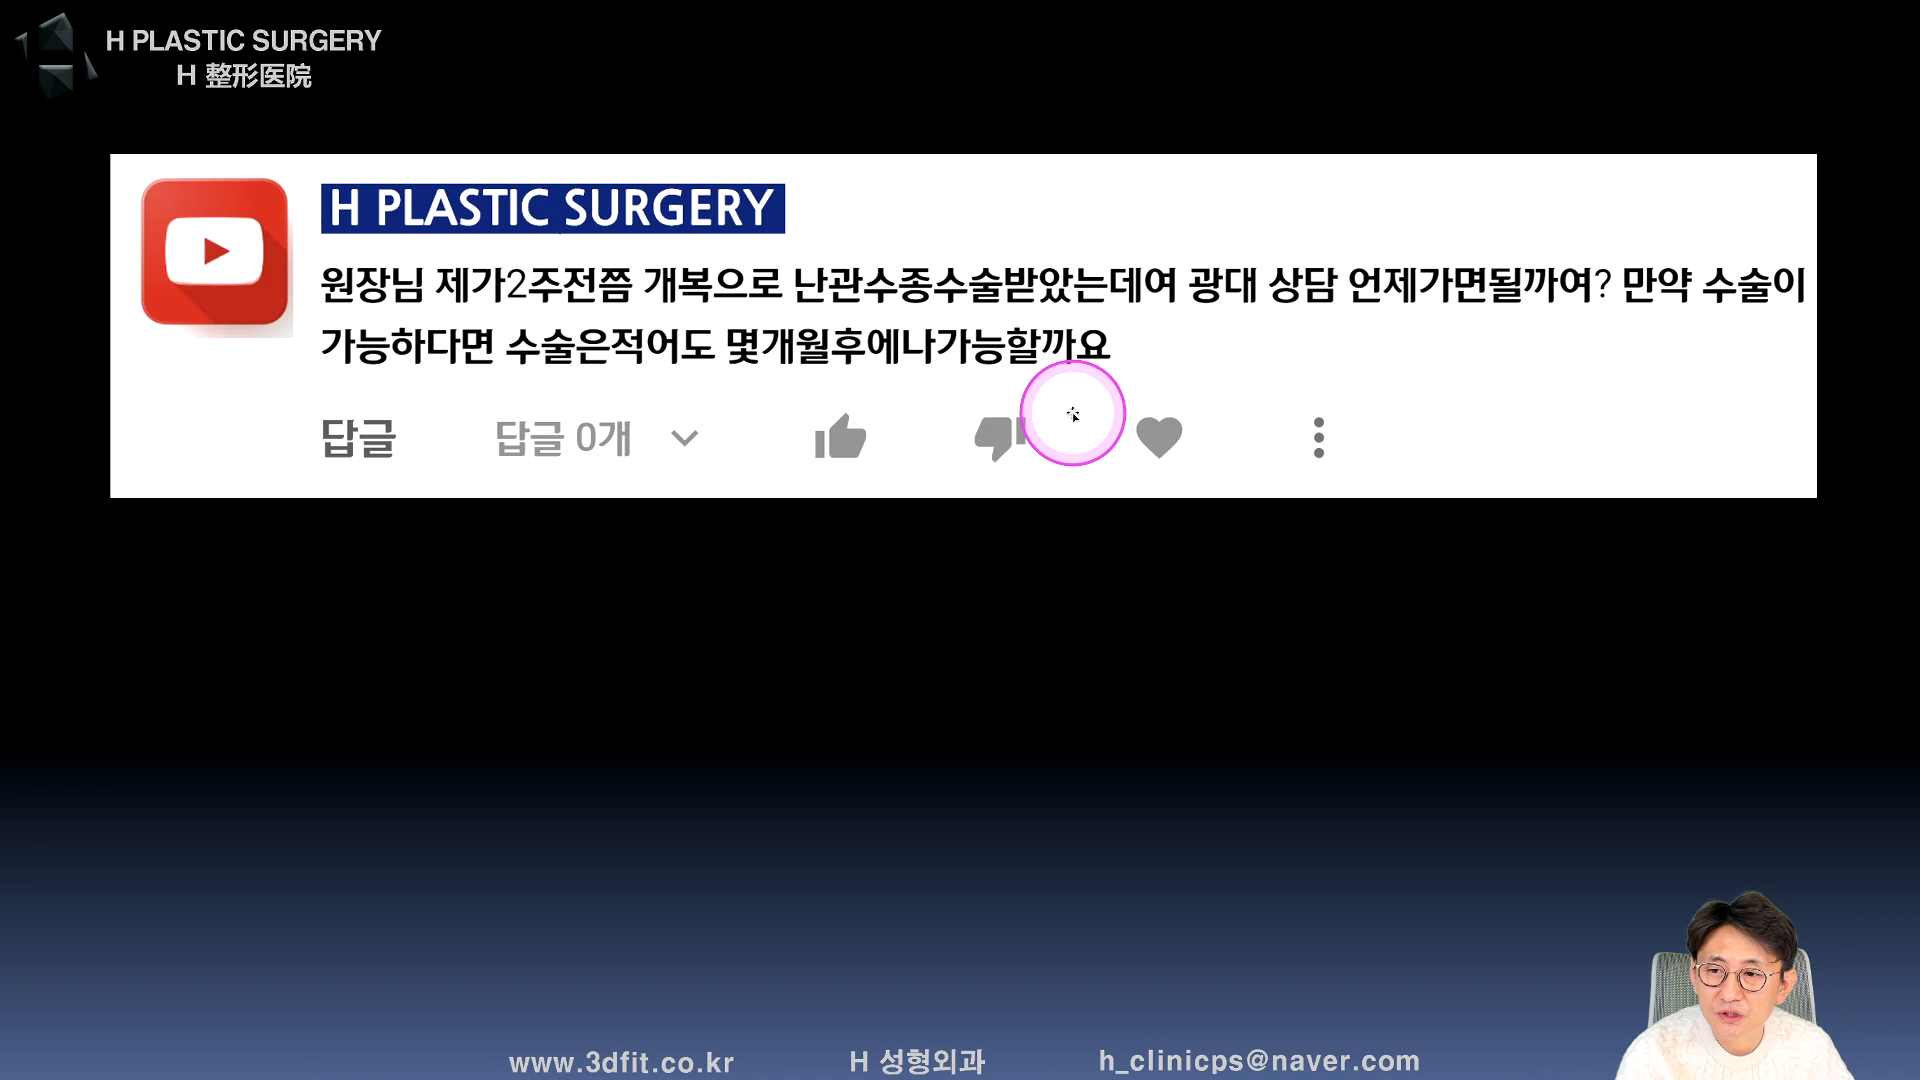 H PLASTIC SURGERY
H 整形医院
H PLASTIC SURGERY
원장님 제가2주전쯤 개복으로 난관수종수술받았는데여 광대 상담 언제가면될까여? 만약 수술이
가능하다면 수술은적어도 몇개월후에나가능할까요
답글 답글 0개
www.3dfit.co.kr H 성형외과 h_clinicps@naver.com